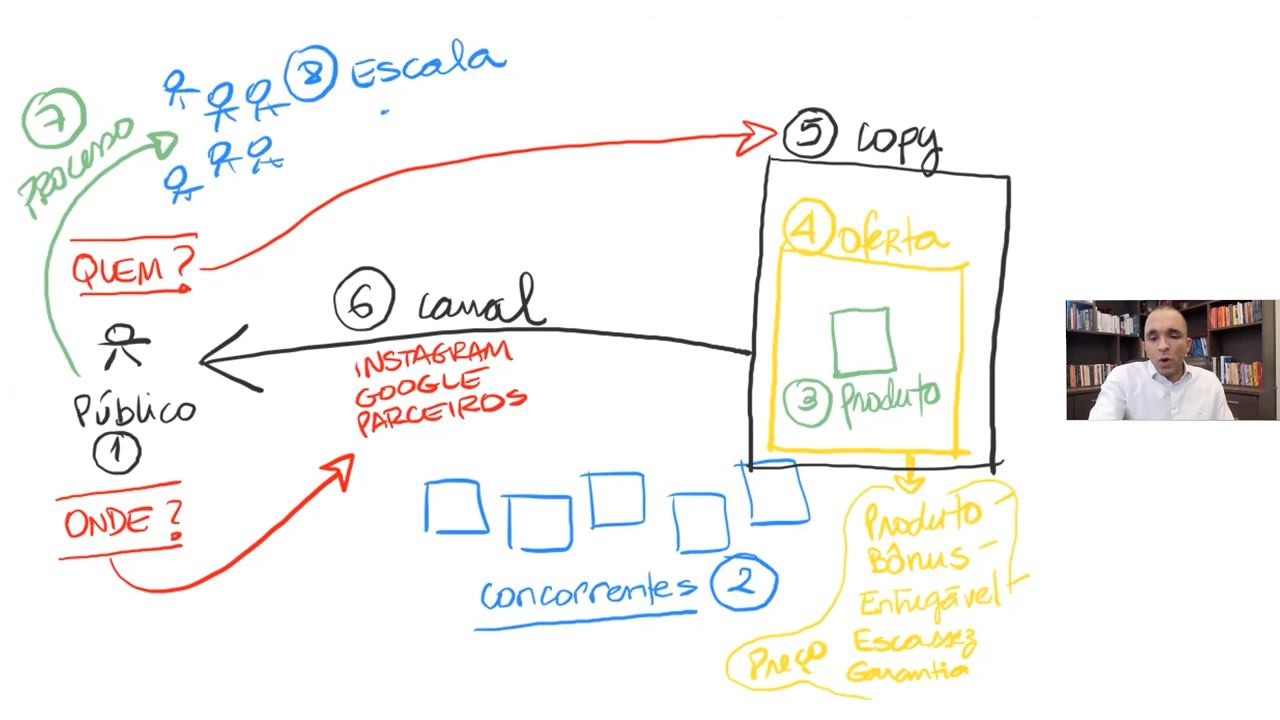 8 Escala
7
PROCESSO
5 copy
4 Oferta
QUEM?
6 canal
INSTAGRAM
GOOGLE
PARCEIROS
3 Produto
Público
1
ONDE?
concorrentes 2
Produto
Bônus
Entregável
Escassez
Garantia
Preço